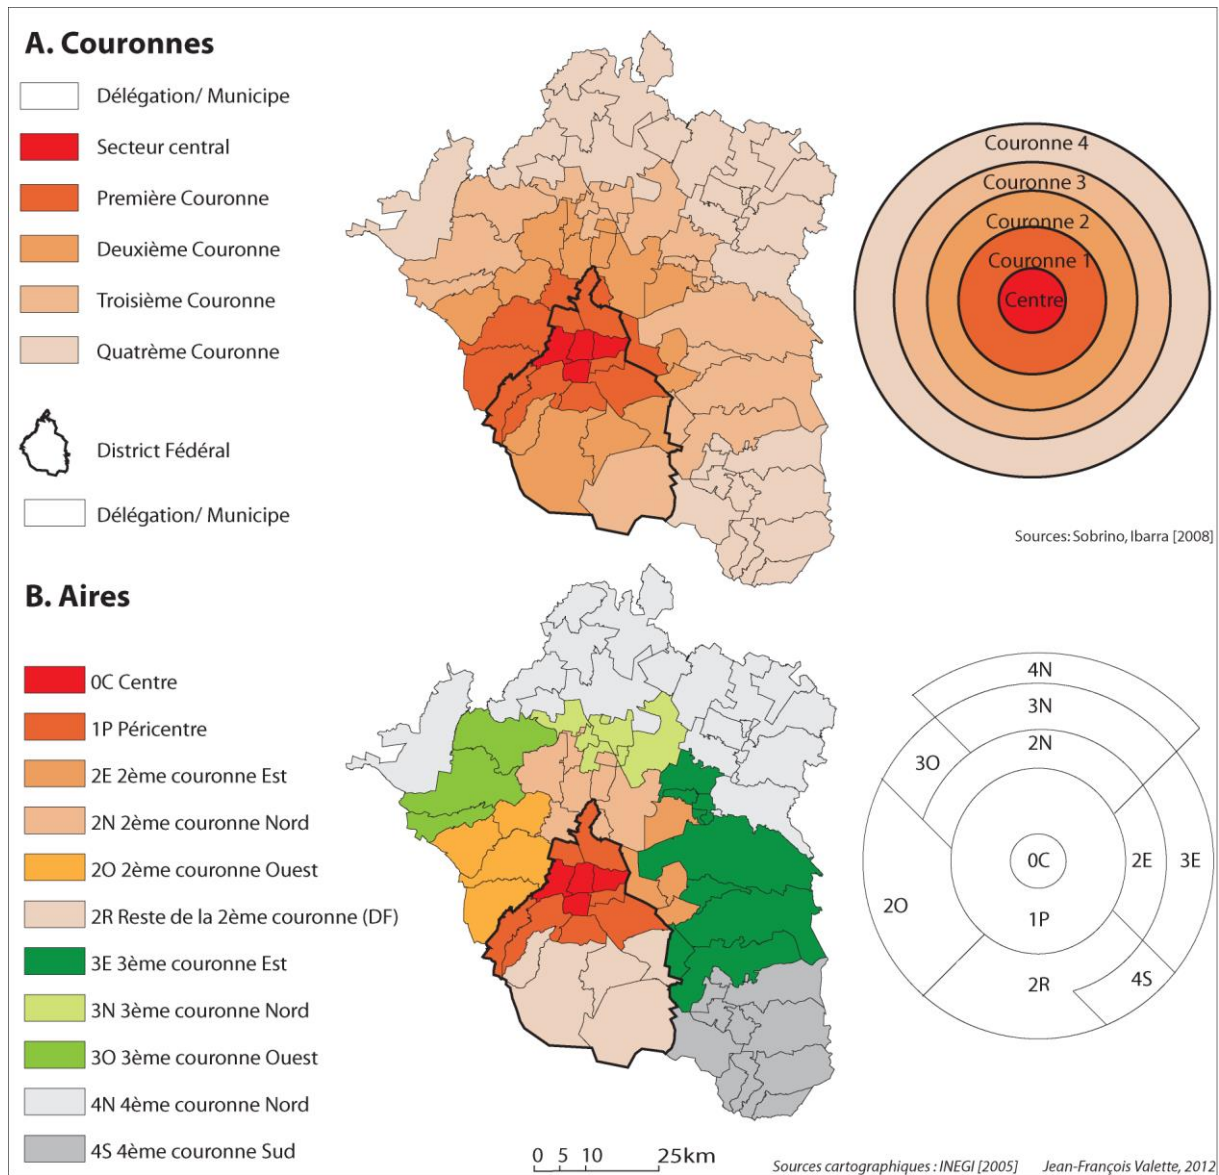 A. Couronnes
Délégation/ Municipe
Secteur central
Première Couronne
Deuxième Couronne
Troisième Couronne
Quatrème Couronne
District Fédéral
Délégation/ Municipe
Couronne 4
Couronne 3
Couronne 2
Couronne 1
Centre
Sources: Sobrino, Ibarra [2008]
B. Aires
0C Centre
1P Péricentre
2E 2ème couronne Est
2N 2ème couronne Nord
2O 2ème couronne Ouest
2R Reste de la 2ème couronne (DF)
3E 3ème couronne Est
3N 3ème couronne Nord
3O 3ème couronne Ouest
4N 4ème couronne Nord
4S 4ème couronne Sud
4N
3N
2N
3O
0C
2E
3E
2O
1P
2R
4S
0 5 10 25km
Sources cartographiques : INEGI [2005] Jean-François Valette, 2012